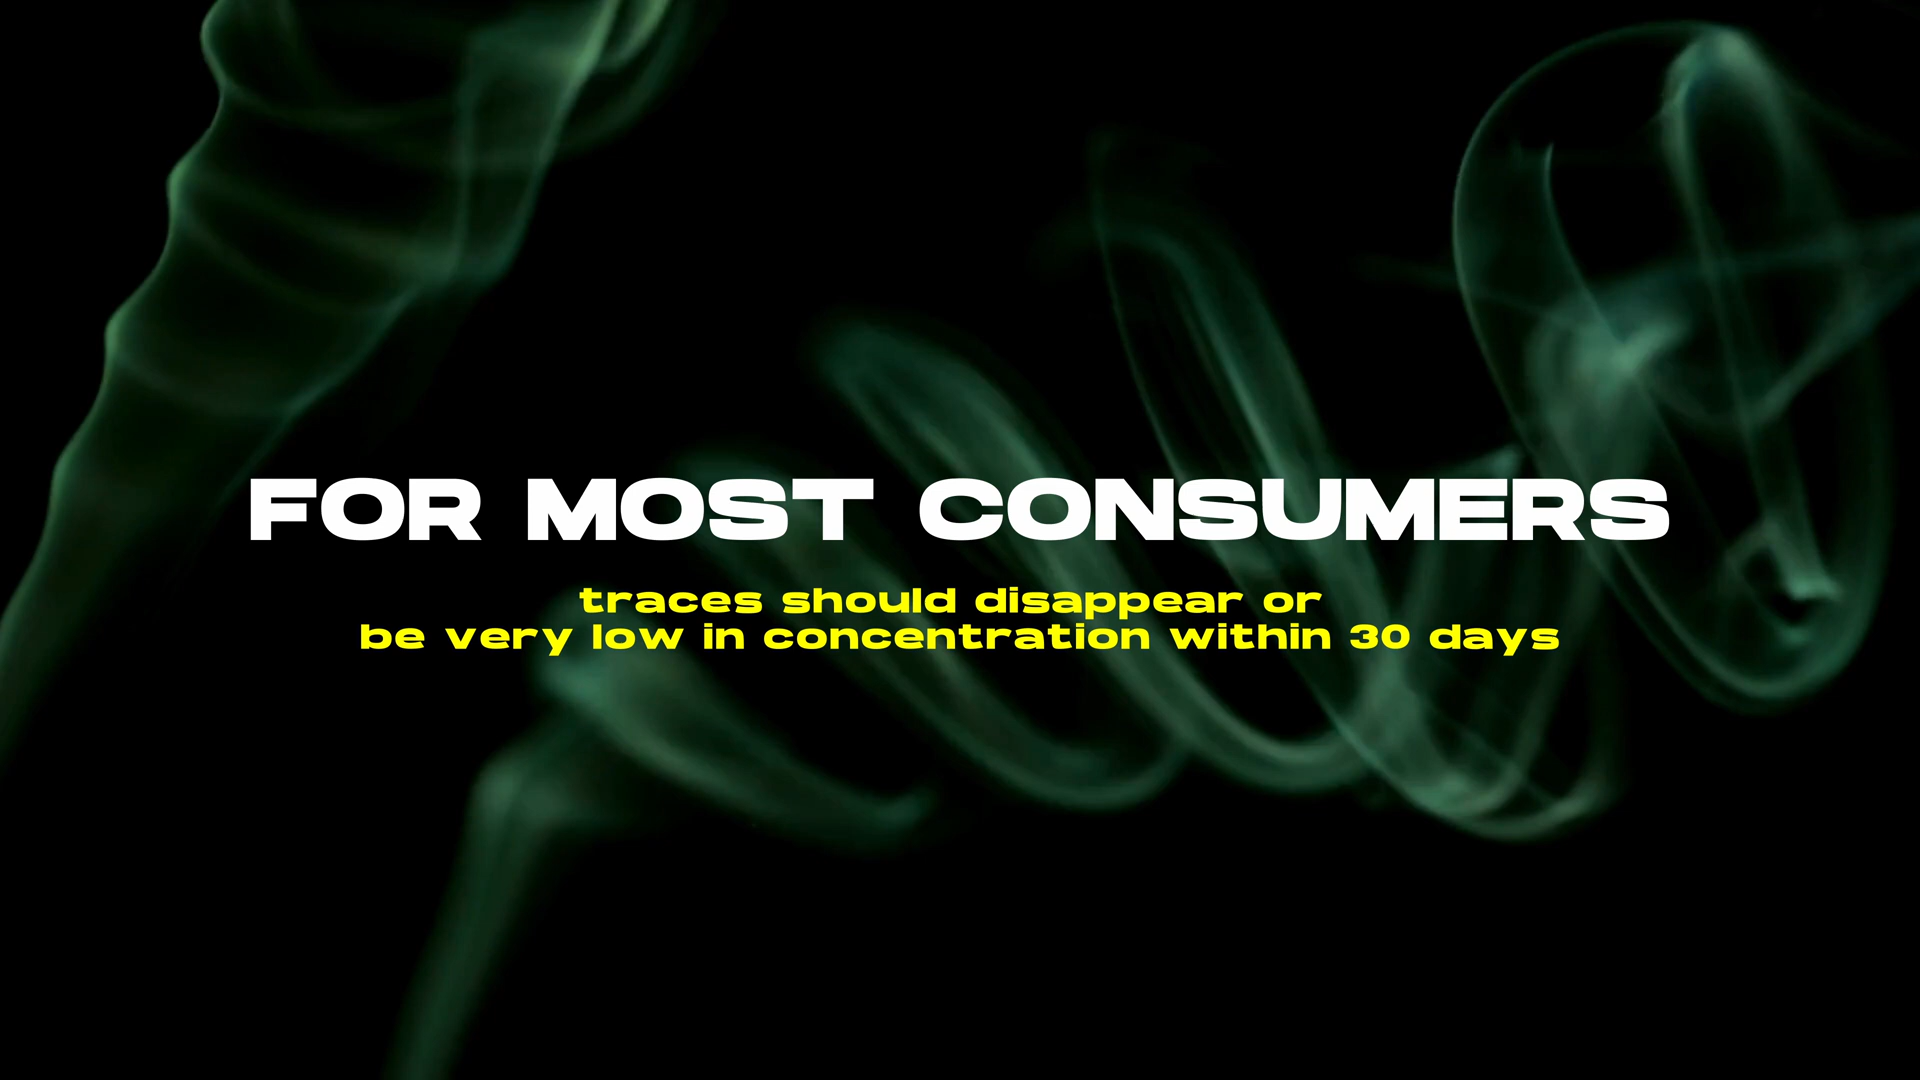 FOR MOST CONSUMERS
traces should disappear or
be very low in concentration within 30 days